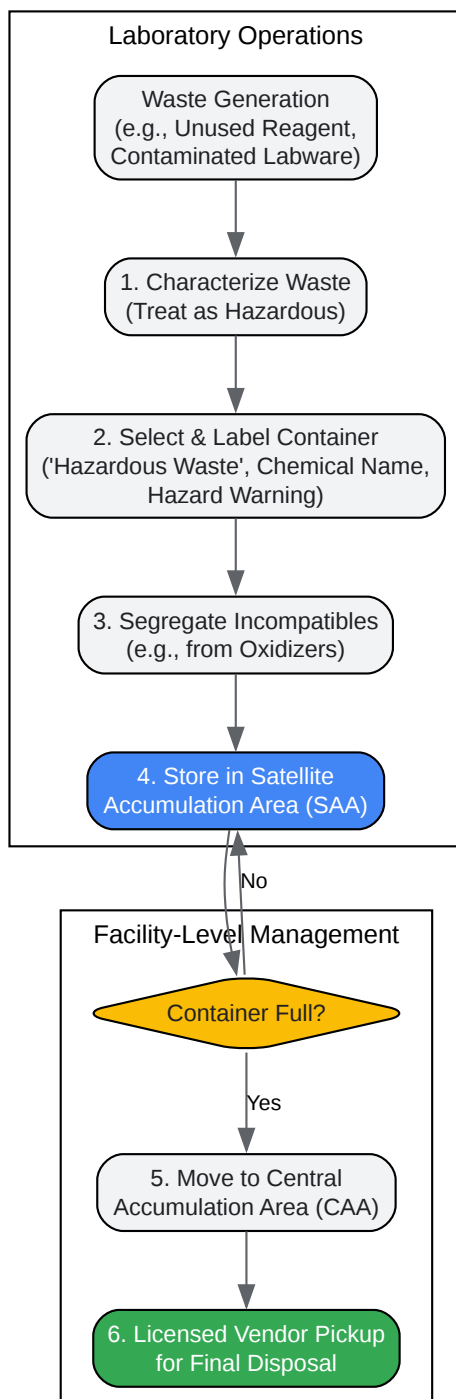 Laboratory Operations
Waste Generation
(e.g., Unused Reagent,
Contaminated Labware)
1. Characterize Waste
(Treat as Hazardous)
2. Select & Label Container
('Hazardous Waste', Chemical Name,
Hazard Warning)
3. Segregate Incompatibles
(e.g., from Oxidizers)
4. Store in Satellite
Accumulation Area (SAA)
No
Facility-Level Management
Container Full?
Yes
5. Move to Central
Accumulation Area (CAA)
6. Licensed Vendor Pickup
for Final Disposal